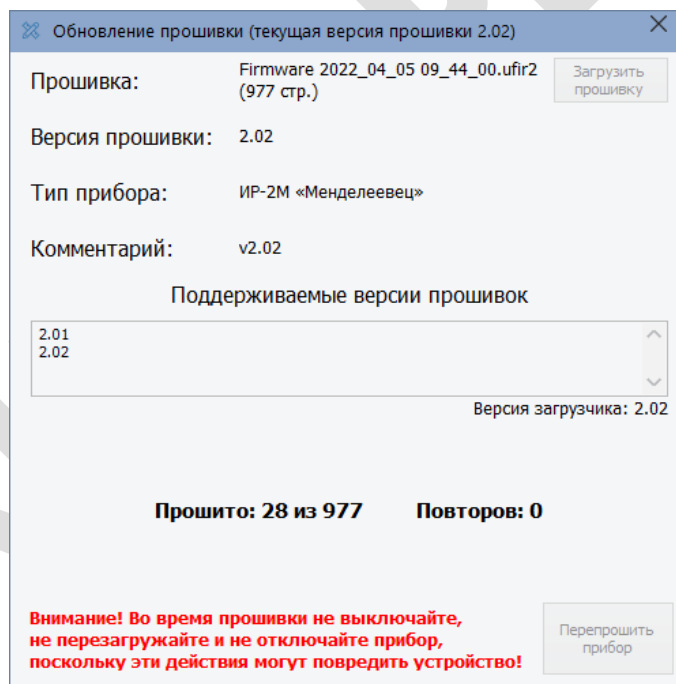 Обновление прошивки (текущая версия прошивки 2.02)
Прошивка:
Firmware 2022_04_05 09_44_00.ufir2
(977 стр.)
Загрузить
прошивку
Версия прошивки:
2.02
Тип прибора:
ИР-2М «Менделеевец»
Комментарий:
v2.02
Поддерживаемые версии прошивок
2.01
2.02
Версия загрузчика: 2.02
Прошито: 28 из 977 Повторов: 0
Внимание! Во время прошивки не выключайте,
не перезагружайте и не отключайте прибор,
поскольку эти действия могут повредить устройство!
Перепрошить
прибор